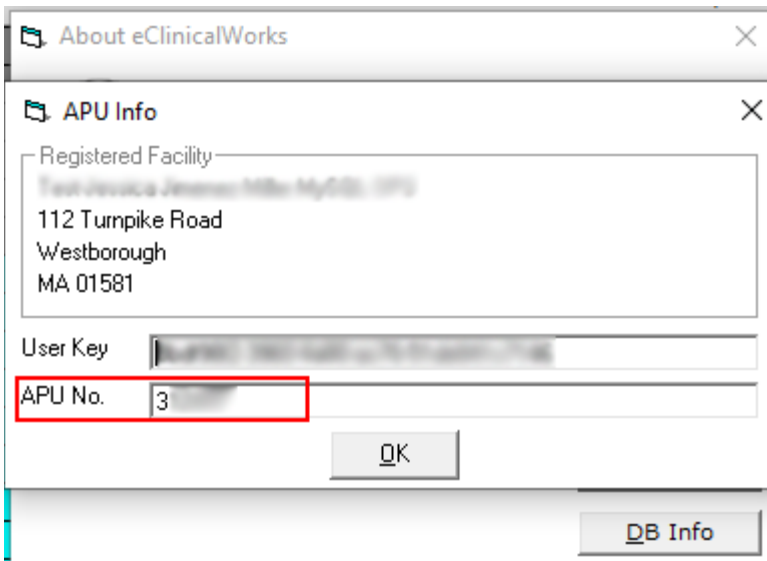 About eClinicalWorks
APU Info
Registered Facility
112 Turnpike Road
Westborough
MA 01581
User Key
APU No. 3
OK
DB Info